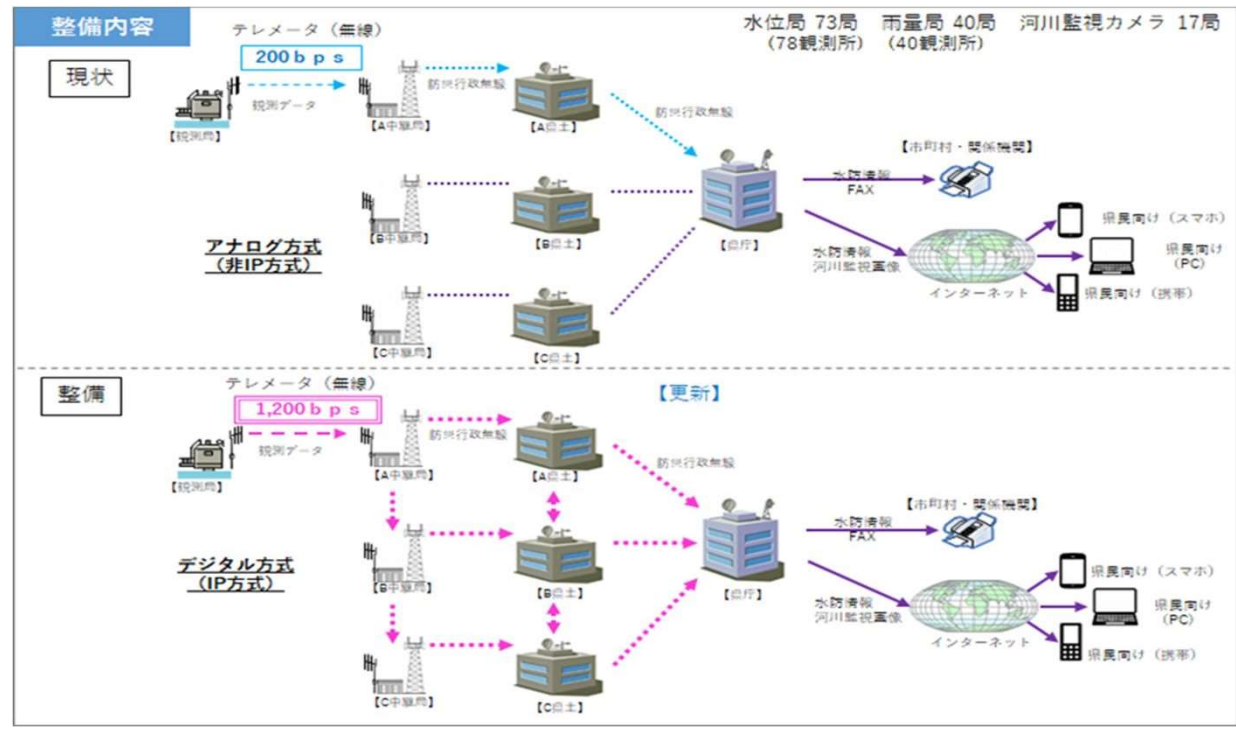 整備内容
水位局 73局 雨量局 40局 河川監視カメラ 17局
(78観測所) (40観測所)
現状
テレメータ（無線）
200ｂｐｓ
観測データ
【観測局】
【A中継局】
防災行政無線
【A県土】
防災行政無線
【B中継局】
【B県土】
【県庁】
アナログ方式
（非IP方式）
【C中継局】
【C県土】
水防情報
FAX
【市町村・関係機関】
水防情報
河川監視画像
インターネット
県民向け（スマホ）
県民向け
（PC）
県民向け（携帯）
整備
テレメータ（無線）
1,200ｂｐｓ
【更新】
観測データ
【観測局】
【A中継局】
防災行政無線
【A県土】
防災行政無線
デジタル方式
（IP方式）
【B中継局】
【B県土】
【県庁】
【C中継局】
【C県土】
水防情報
FAX
【市町村・関係機関】
水防情報
河川監視画像
インターネット
県民向け（スマホ）
県民向け
（PC）
県民向け（携帯）